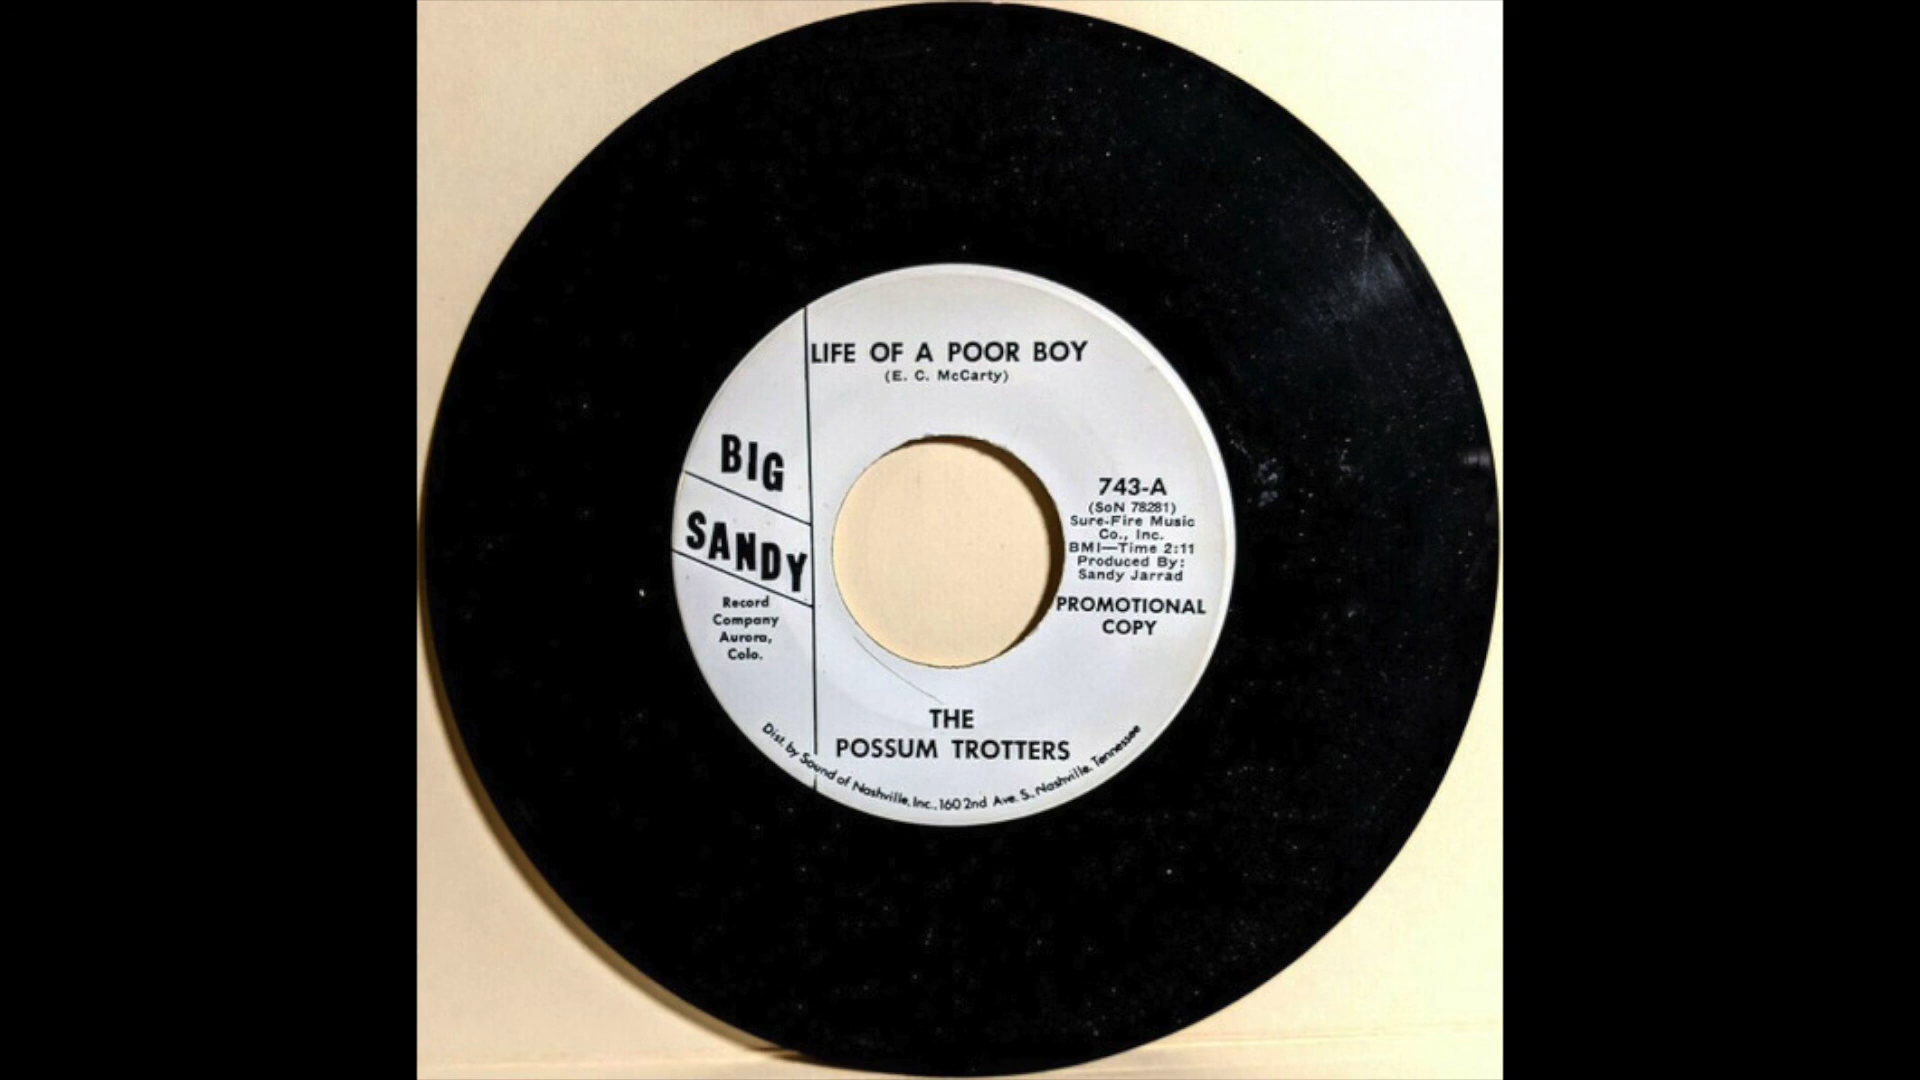 LIFE OF A POOR BOY
(E. C. McCarty)
BIG
SANDY
Record
Company
Aurora,
Colo.
743-A
(SoN 78281)
Sure-Fire Music
Co., Inc.
BMI—Time 2:11
Produced By:
Sandy Jarrad
PROMOTIONAL
COPY
THE
POSSUM TROTTERS
Dist. by Sound of Nashville, Inc., 160 2nd Ave. S., Nashville, Tennessee